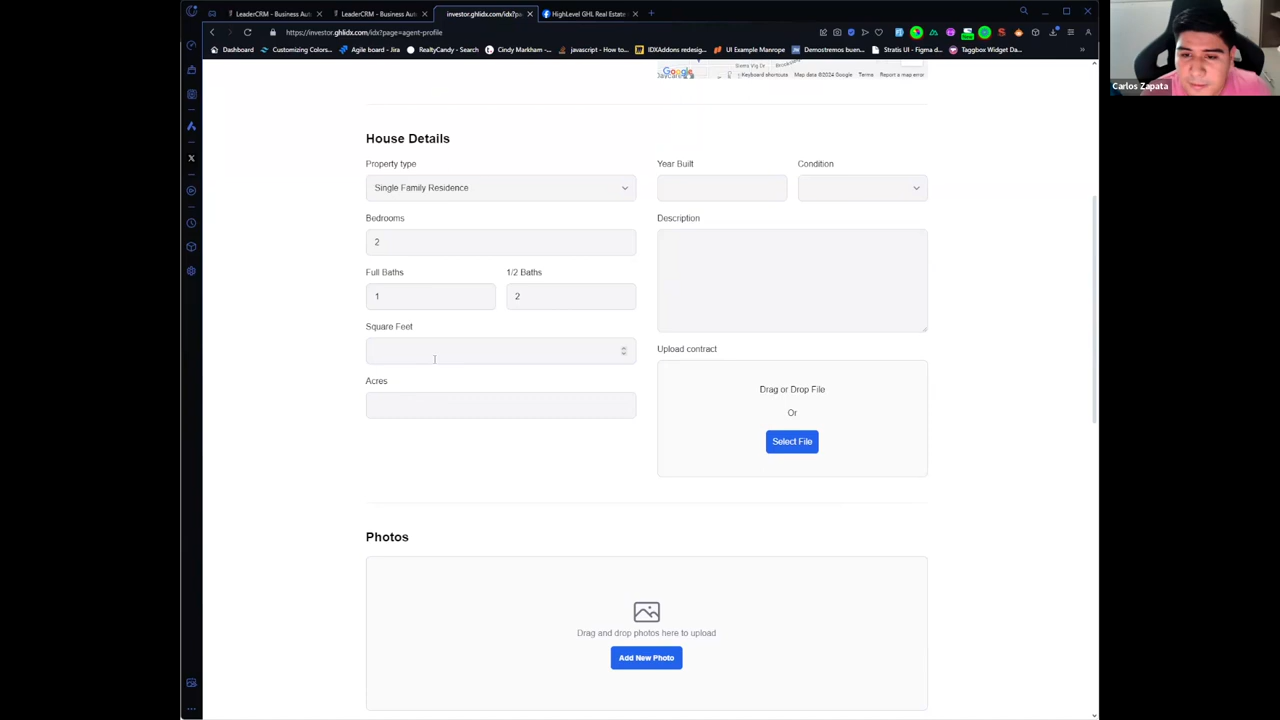 LeaderCRM - Business Aut
LeaderCRM - Business Aut
investor.ghlidx.com/idx?p
HighLevel GHL Real Estate
https://investor.ghlidx.com/idx?page=agent-profile
Dashboard
Customizing Colors...
Agile board - Jira
RealtyCandy - Search
Cindy Markham -...
javascript - How to...
IDXAddons redesig...
UI Example Manrope
Demostremos buen...
Stratis UI - Figma d...
Taggbox Widget Da...
Carlos Zapata
Google
Keyboard shortcuts
Map data ©2024 Google
Terms
Report a map error
House Details
Property type
Year Built
Condition
Single Family Residence
Bedrooms
Description
2
Full Baths
1/2 Baths
1
2
Square Feet
Upload contract
Acres
Drag or Drop File
Or
Select File
Photos
Drag and drop photos here to upload
Add New Photo